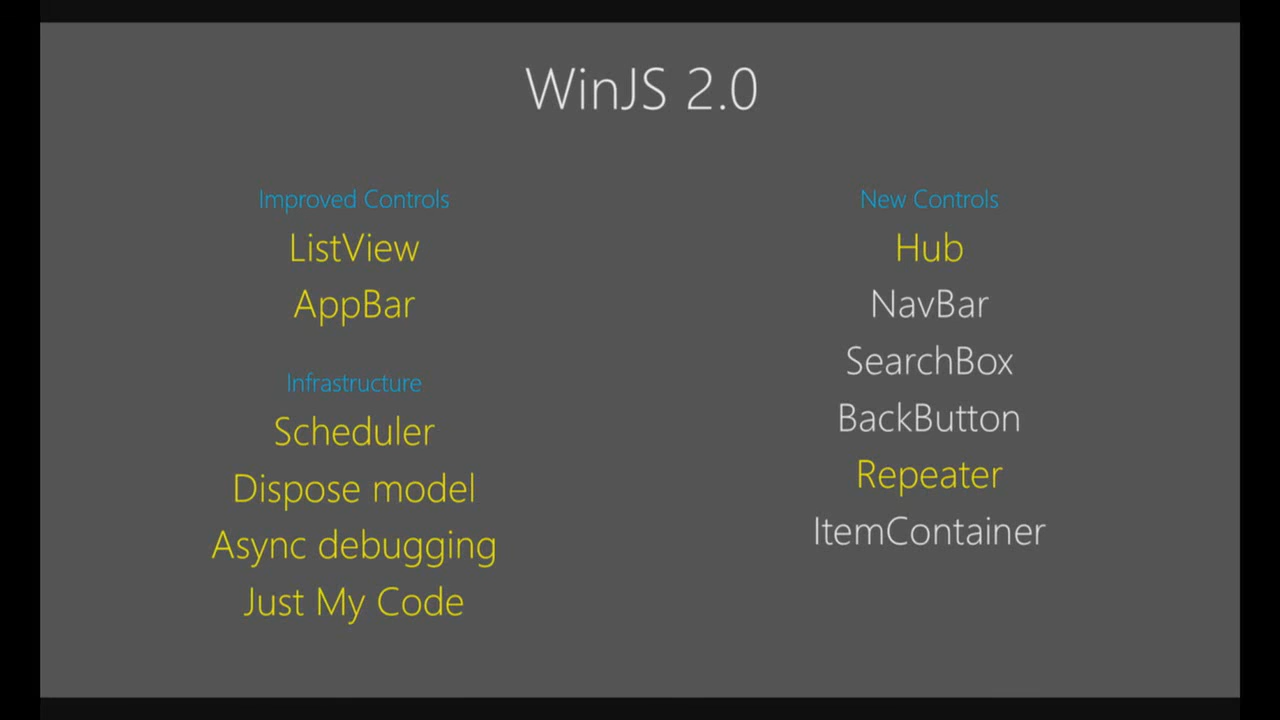 WinJS 2.0
Improved Controls
ListView
AppBar
Infrastructure
Scheduler
Dispose model
Async debugging
Just My Code
New Controls
Hub
NavBar
SearchBox
BackButton
Repeater
ItemContainer